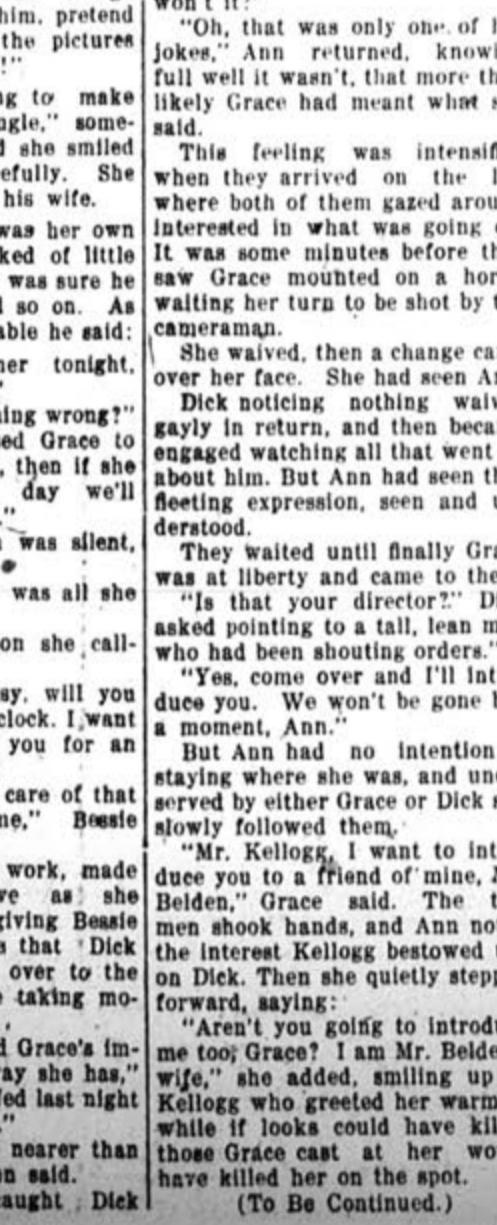 him, pretend
the pictures
!"
ng to make
ngle," some-
d she smiled
efully. She
his wife.
was her own
ked of little
was sure he
d so on. As
able he said:
ner tonight,
"
ning wrong?"
sed Grace to
, then if she
day we'll
"
was silent,
was all she
on she call-
sy, will you
clock. I want
you for an
care of that
ne," Bessie
work, made
ve as she
giving Bessie
s that Dick
over to the
e taking mo-
.
d Grace's im-
ay she has,"
ed last night
"
nearer than
n said.
caught Dick
won't it?"
"Oh, that was only one of h
jokes," Ann returned, knowi
full well it wasn't, that more th
likely Grace had meant what s
said.
This feeling was intensifi
when they arrived on the l
where both of them gazed arou
interested in what was going o
It was some minutes before th
saw Grace mouhted on a hor
waiting her turn to be shot by t
cameraman.
She waived, then a change ca
over her face. She had seen An
Dick noticing nothing waiv
gayly in return, and then beca
engaged watching all that went
about him. But Ann had seen th
fleeting expression, seen and u
derstood.
They waited until finally Gra
was at liberty and came to the
"Is that your director?" Di
asked pointing to a tall, lean m
who had been shouting orders."
"Yes, come over and I'll int
duce you. We won't be gone b
a moment, Ann."
But Ann had no intention
staying where she was, and uno
served by either Grace or Dick s
slowly followed them.
"Mr. Kellogg, I want to int
duce you to a friend of mine, M
Belden," Grace said. The t
men shook hands, and Ann no
the interest Kellogg bestowed u
on Dick. Then she quietly stepp
forward, saying:
"Aren't you going to introdu
me too, Grace? I am Mr. Belde
wife," she added, smiling up
Kellogg who greeted her warm
while if looks could have kil
those Grace cast at her wo
have killed her on the spot.
(To Be Continued.)